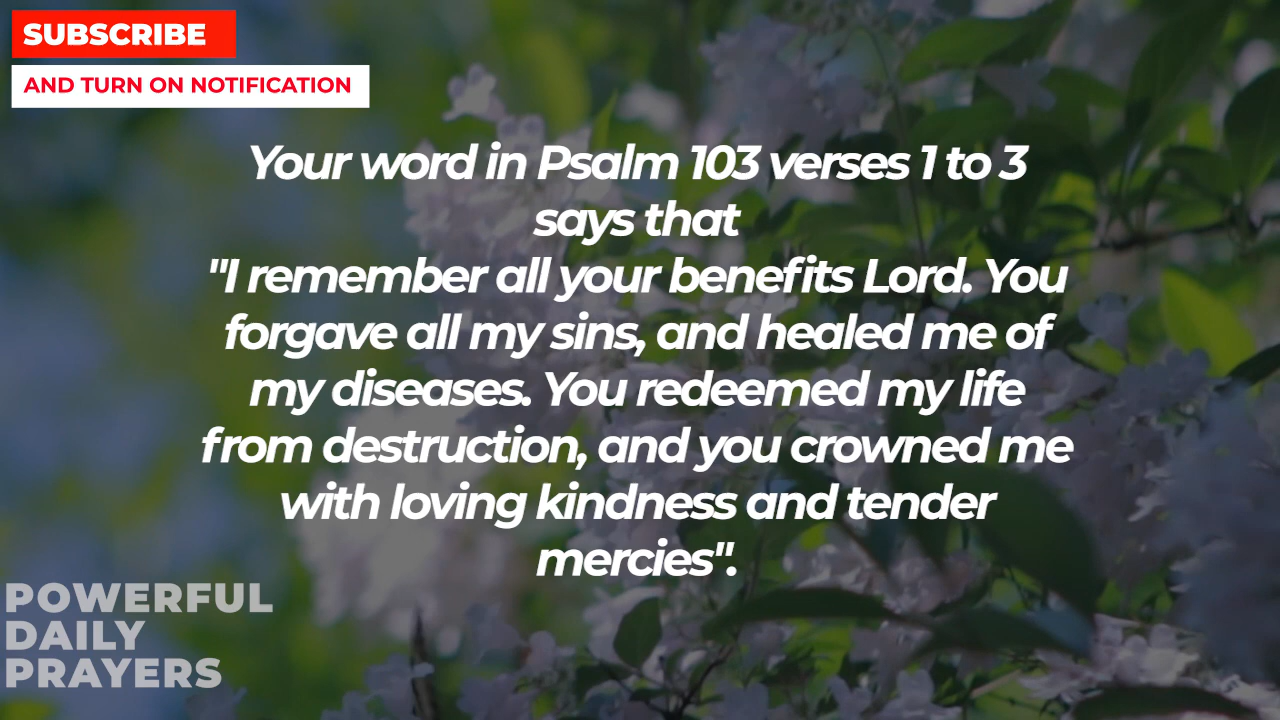 SUBSCRIBE
AND TURN ON NOTIFICATION
Your word in Psalm 103 verses 1 to 3
says that
"I remember all your benefits Lord. You
forgave all my sins, and healed me of
my diseases. You redeemed my life
from destruction, and you crowned me
with loving kindness and tender
mercies".
POWERFUL
DAILY
PRAYERS